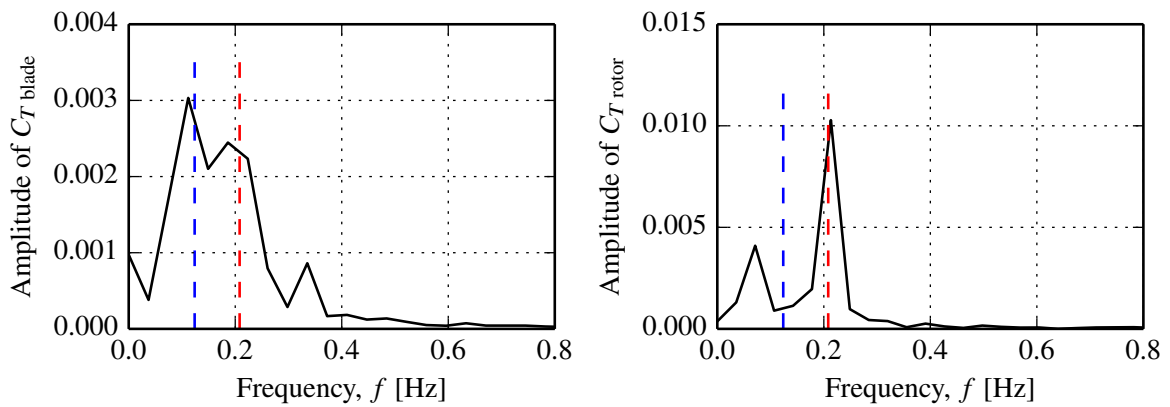 Amplitude of C_T blade
0.004
0.003
0.002
0.001
0.000
0.0 0.2 0.4 0.6 0.8
Frequency, f [Hz]
Amplitude of C_T rotor
0.015
0.010
0.005
0.000
0.0 0.2 0.4 0.6 0.8
Frequency, f [Hz]